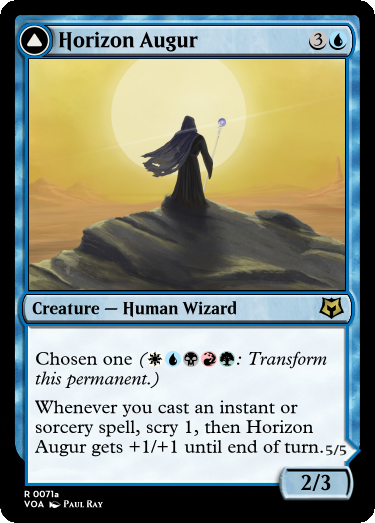 Horizon Augur 3
Creature — Human Wizard
Chosen one (: Transform
this permanent.)
Whenever you cast an instant or
sorcery spell, scry 1, then Horizon
Augur gets +1/+1 until end of turn.
5/5
2/3
R 0071a
VOA Paul Ray